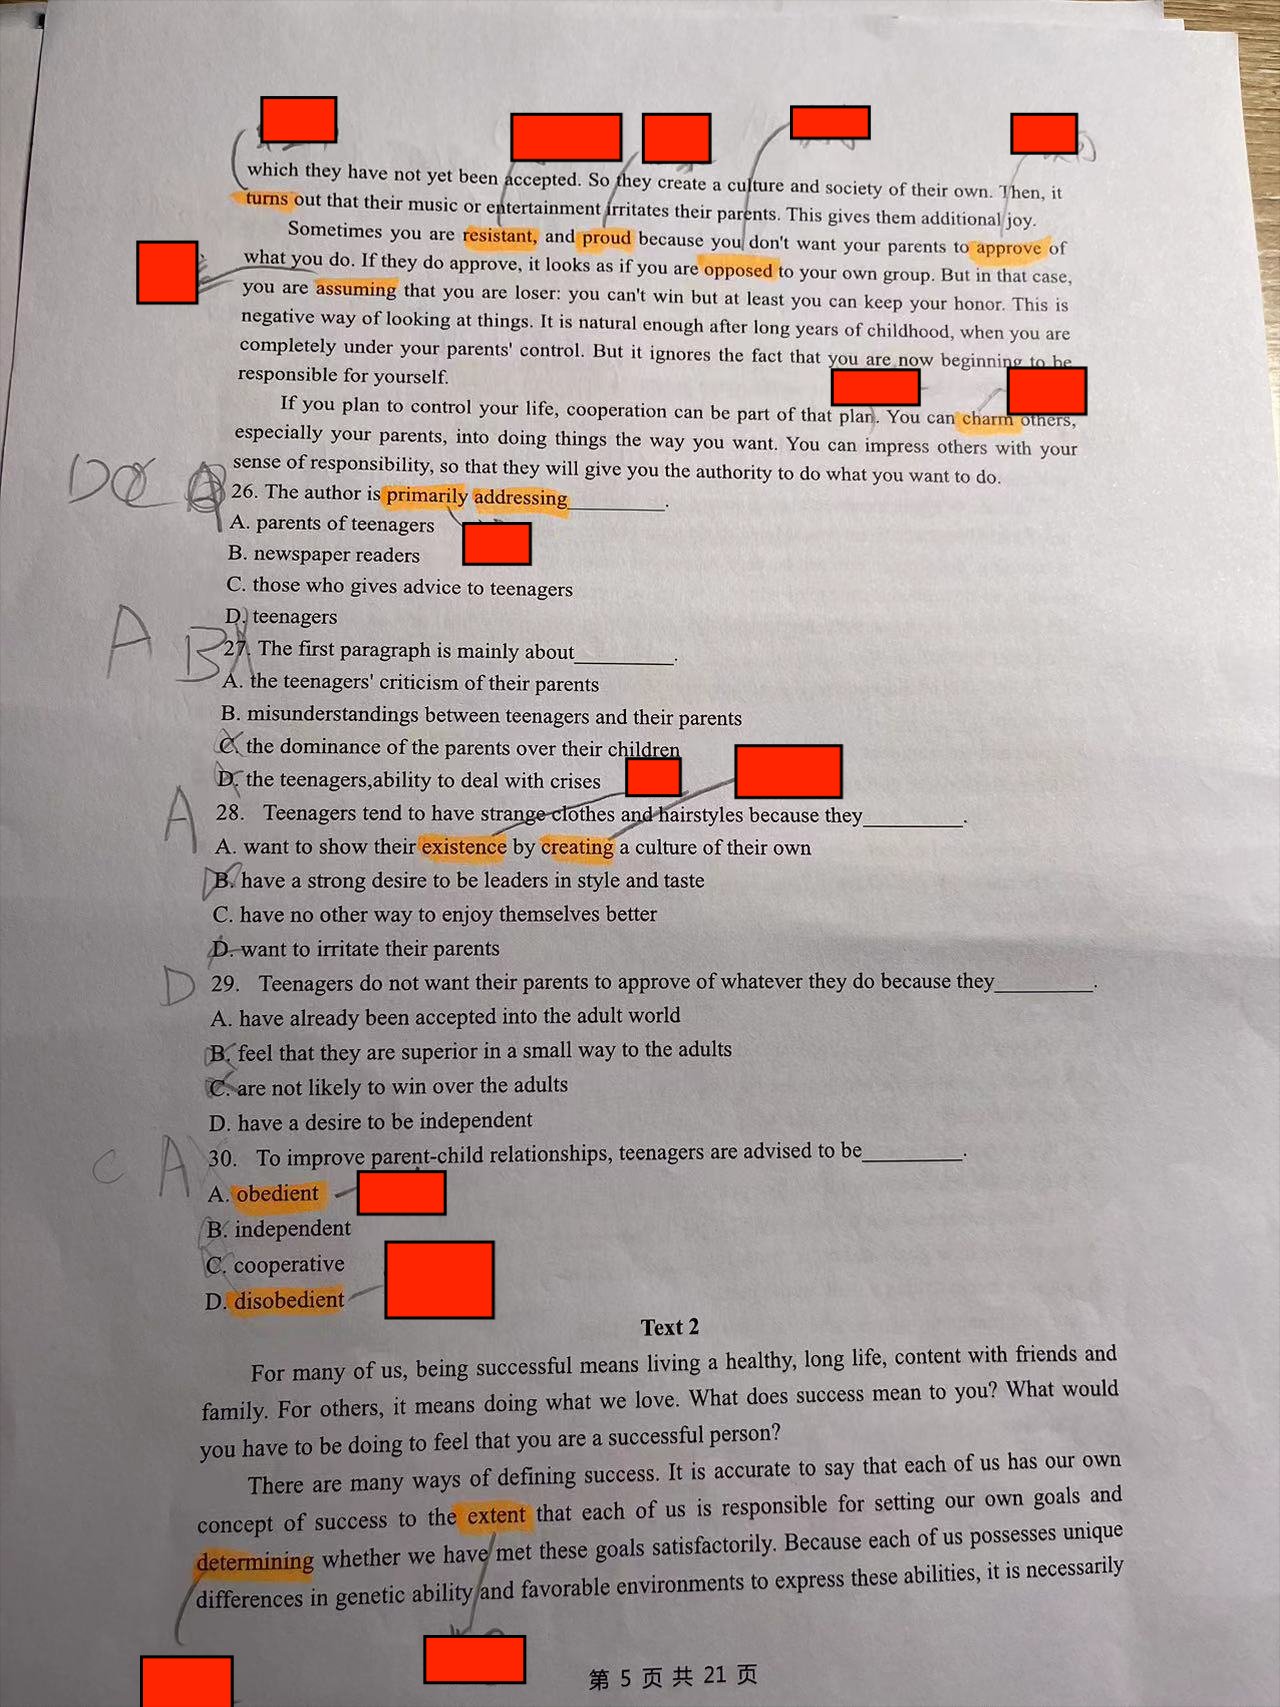 which they have not yet been accepted. So they create a culture and society of their own. Then, it
turns out that their music or entertainment irritates their parents. This gives them additional joy.
Sometimes you are resistant, and proud because you don't want your parents to approve of
what you do. If they do approve, it looks as if you are opposed to your own group. But in that case,
you are assuming that you are loser: you can't win but at least you can keep your honor. This is
negative way of looking at things. It is natural enough after long years of childhood, when you are
completely under your parents' control. But it ignores the fact that you are now beginning to be
responsible for yourself.
If you plan to control your life, cooperation can be part of that plan. You can charm others,
especially your parents, into doing things the way you want. You can impress others with your
sense of responsibility, so that they will give you the authority to do what you want to do.
D C A 26. The author is primarily addressing________.
A. parents of teenagers
B. newspaper readers
C. those who gives advice to teenagers
D. teenagers
A B 27. The first paragraph is mainly about________.
A. the teenagers' criticism of their parents
B. misunderstandings between teenagers and their parents
C. the dominance of the parents over their children
D. the teenagers,ability to deal with crises
A 28. Teenagers tend to have strange clothes and hairstyles because they________.
A. want to show their existence by creating a culture of their own
B. have a strong desire to be leaders in style and taste
C. have no other way to enjoy themselves better
D. want to irritate their parents
D 29. Teenagers do not want their parents to approve of whatever they do because they________.
A. have already been accepted into the adult world
B. feel that they are superior in a small way to the adults
C. are not likely to win over the adults
D. have a desire to be independent
C A 30. To improve parent-child relationships, teenagers are advised to be________.
A. obedient
B. independent
C. cooperative
D. disobedient
Text 2
For many of us, being successful means living a healthy, long life, content with friends and
family. For others, it means doing what we love. What does success mean to you? What would
you have to be doing to feel that you are a successful person?
There are many ways of defining success. It is accurate to say that each of us has our own
concept of success to the extent that each of us is responsible for setting our own goals and
determining whether we have met these goals satisfactorily. Because each of us possesses unique
differences in genetic ability and favorable environments to express these abilities, it is necessarily
第 5 页 共 21 页